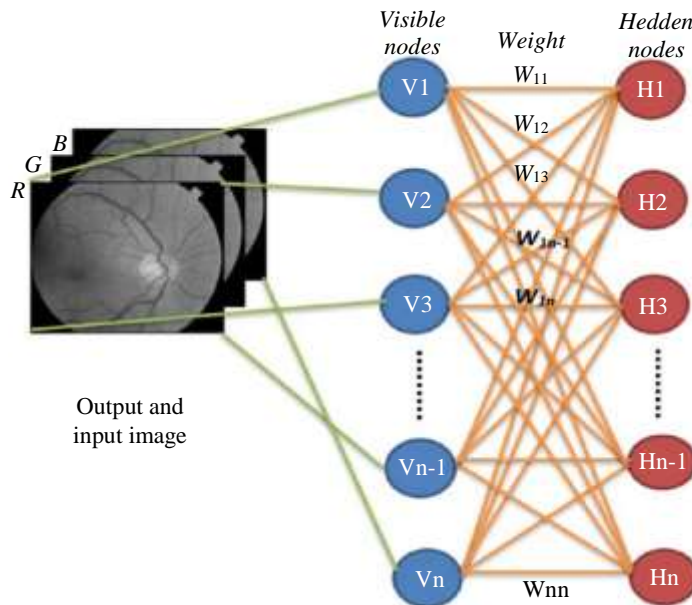 Visible
nodes
Weight
Hedden
nodes
V1
W11
H1
B
G
R
W12
W13
V2
H2
W1n-1
V3
W1n
H3
Output and
input image
Vn-1
Hn-1
Vn
Wnn
Hn